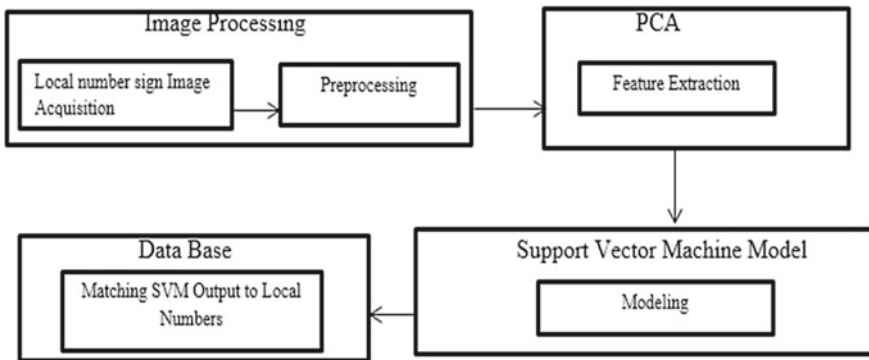 Image Processing
Local number sign Image
Acquisition
Preprocessing
PCA
Feature Extraction
Support Vector Machine Model
Modeling
Data Base
Matching SVM Output to Local
Numbers